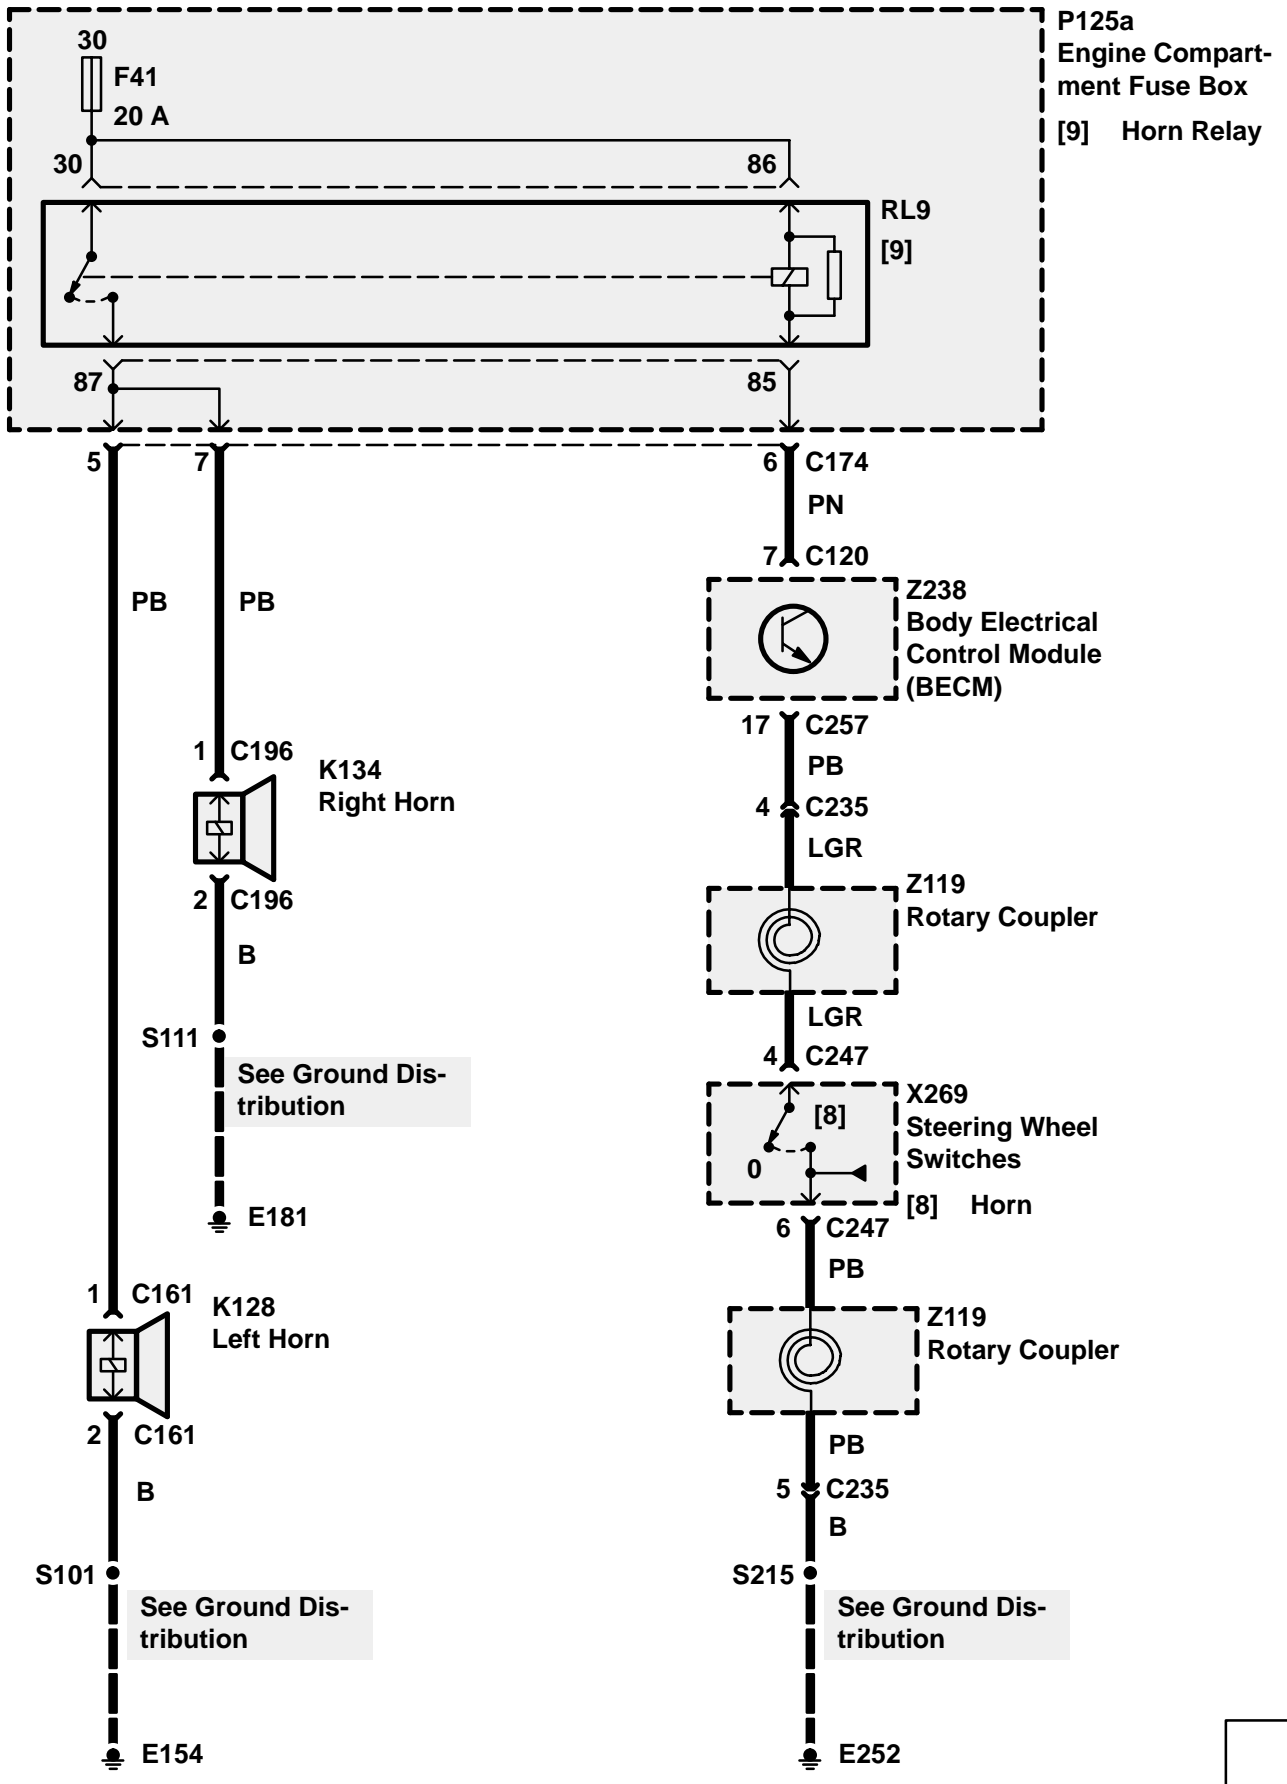 P125a
Engine Compart-
ment Fuse Box
[9] Horn Relay
30
F41
20 A
30
86
RL9
[9]
87
85
5
7
6 C174
PN
7 C120
PB
PB
Z238
Body Electrical
Control Module
(BECM)
17 C257
PB
1 C196
K134
Right Horn
4 C235
LGR
2 C196
B
Z119
Rotary Coupler
S111
LGR
4 C247
See Ground Dis-
tribution
X269
Steering Wheel
Switches
[8]
0
[8] Horn
E181
6 C247
PB
1 C161
K128
Left Horn
Z119
Rotary Coupler
2 C161
PB
B
5 C235
B
S101
S215
See Ground Dis-
tribution
See Ground Dis-
tribution
E154
E252